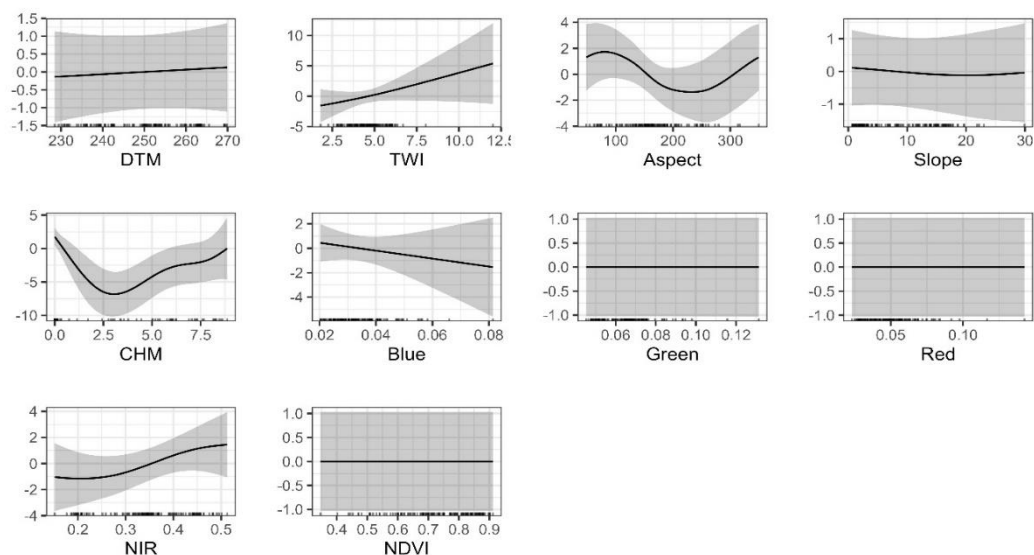 1.5
1.0
0.5
0.0
-0.5
-1.0
-1.5
230 240 250 260 270
DTM
10
5
0
-5
2.5 5.0 7.5 10.0 12.5
TWI
4
2
0
-2
-4
100 200 300
Aspect
1
0
-1
0 10 20 30
Slope
5
0
-5
-10
0.0 2.5 5.0 7.5
CHM
2
0
-2
-4
0.02 0.04 0.06 0.08
Blue
1.0
0.5
0.0
-0.5
-1.0
0.06 0.08 0.10 0.12
Green
1.0
0.5
0.0
-0.5
-1.0
0.05 0.10
Red
4
2
0
-2
-4
0.2 0.3 0.4 0.5
NIR
1.0
0.5
0.0
-0.5
-1.0
0.4 0.5 0.6 0.7 0.8 0.9
NDVI